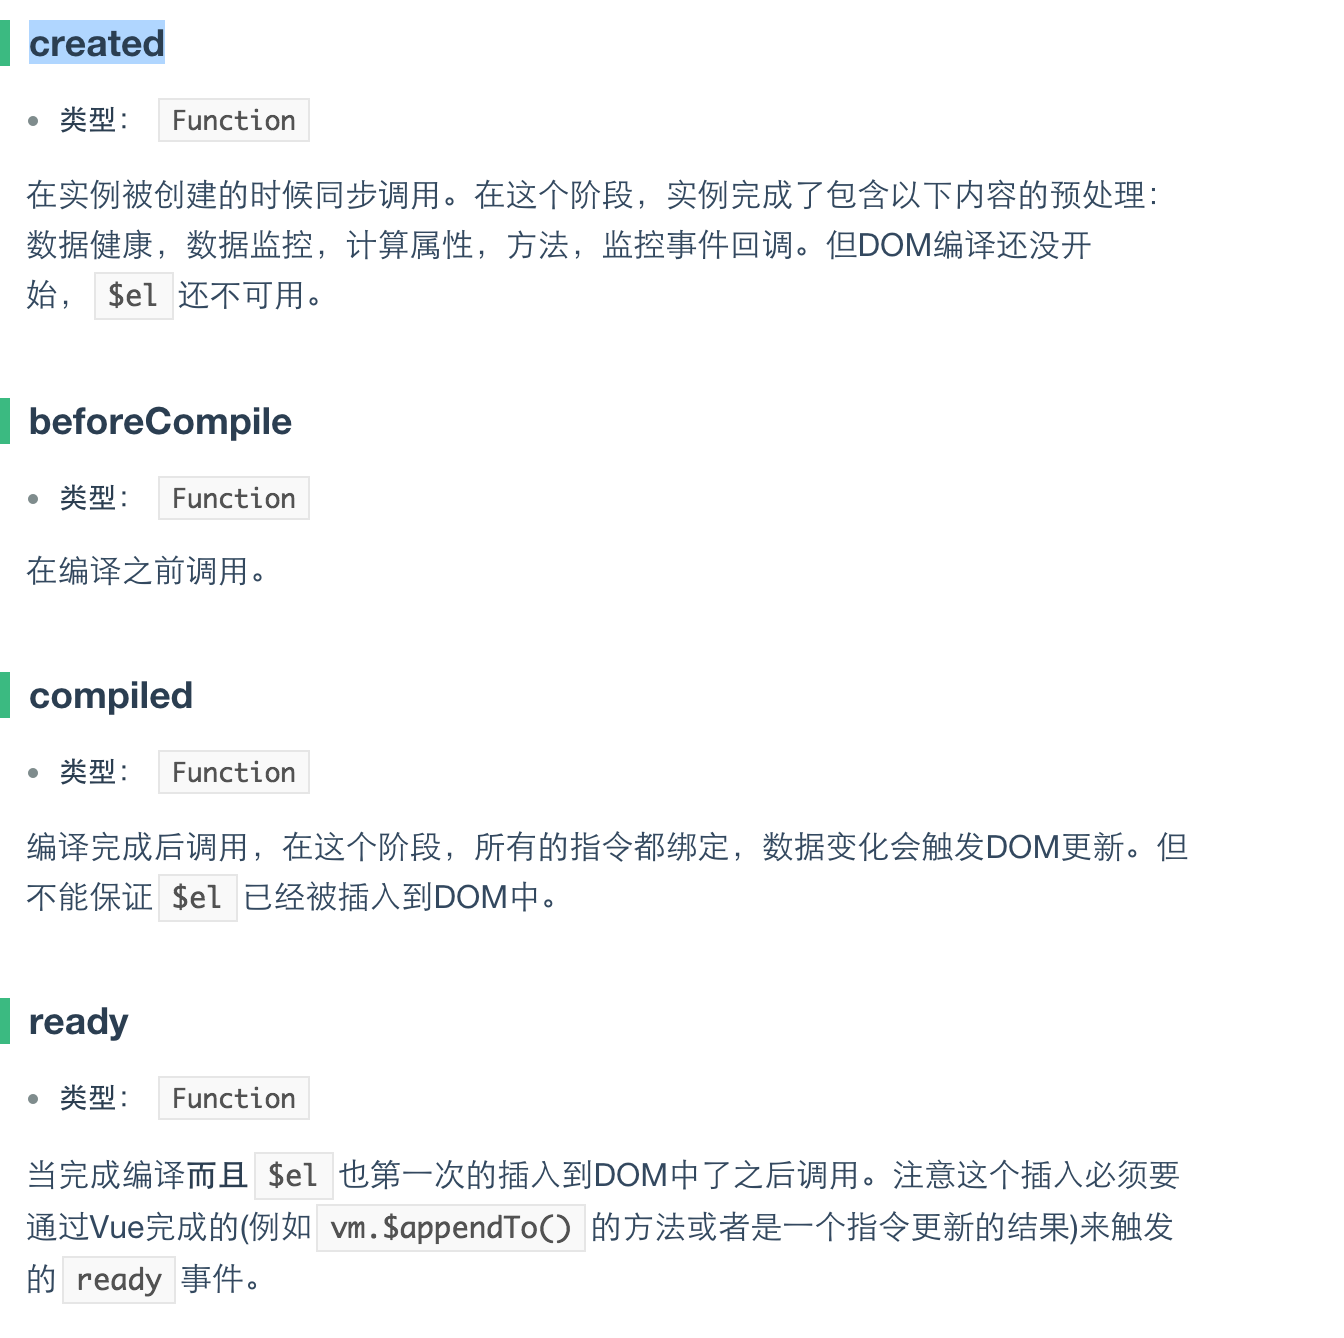 created
类型： Function
在实例被创建的时候同步调用。在这个阶段，实例完成了包含以下内容的预处理：
数据健康，数据监控，计算属性，方法，监控事件回调。但DOM编译还没开
始， $el 还不可用。
beforeCompile
类型： Function
在编译之前调用。
compiled
类型： Function
编译完成后调用，在这个阶段，所有的指令都绑定，数据变化会触发DOM更新。但
不能保证 $el 已经被插入到DOM中。
ready
类型： Function
当完成编译而且 $el 也第一次的插入到DOM中了之后调用。注意这个插入必须要
通过Vue完成的(例如 vm.$appendTo() 的方法或者是一个指令更新的结果)来触发
的 ready 事件。